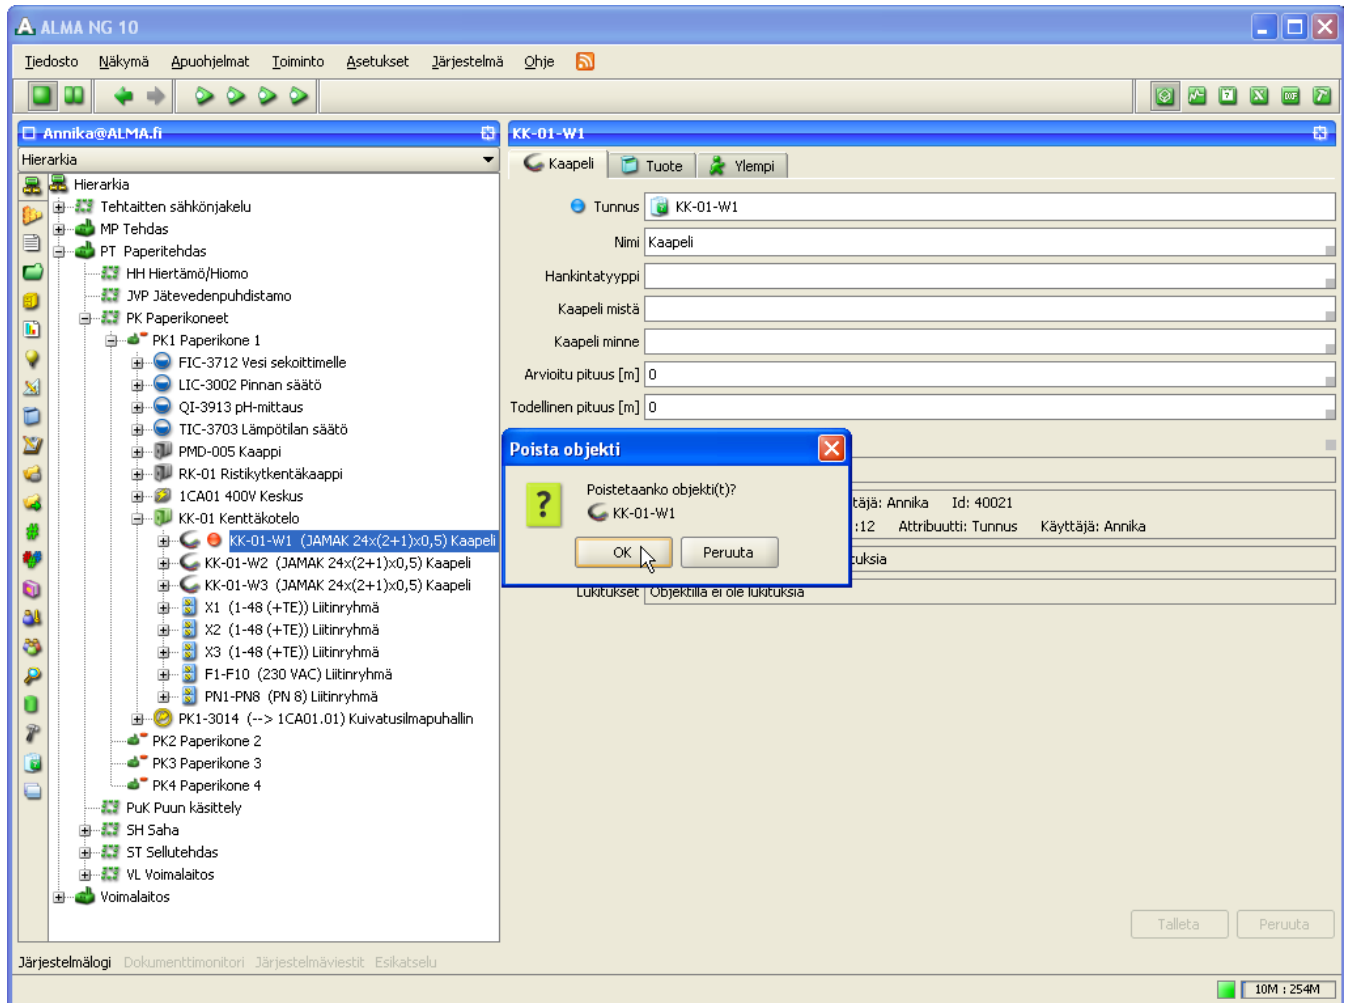 ALMA NG 10
Tiedosto Näkymä Apuohjelmat Toiminto Asetukset Järjestelmä Ohje
Annika@ALMA.fi
Hierarkia
Hierarkia
Tehtaitten sähkönjakelu
MP Tehdas
PT Paperitehdas
HH Hiertämö/Hiomo
JVP Jätevedenpuhdistamo
PK Paperikoneet
PK1 Paperikone 1
FIC-3712 Vesi sekoittimelle
LIC-3002 Pinnan säätö
QI-3913 pH-mittaus
TIC-3703 Lämpötilan säätö
PMD-005 Kaappi
RK-01 Ristikytkentäkaappi
1CA01 400V Keskus
KK-01 Kenttäkotelo
KK-01-W1 (JAMAK 24x(2+1)x0,5) Kaapeli
KK-01-W2 (JAMAK 24x(2+1)x0,5) Kaapeli
KK-01-W3 (JAMAK 24x(2+1)x0,5) Kaapeli
X1 (1-48 (+TE)) Liitinryhmä
X2 (1-48 (+TE)) Liitinryhmä
X3 (1-48 (+TE)) Liitinryhmä
F1-F10 (230 VAC) Liitinryhmä
PN1-PN8 (PN 8) Liitinryhmä
PK1-3014 (--> 1CA01.01) Kuivatusilmapuhallin
PK2 Paperikone 2
PK3 Paperikone 3
PK4 Paperikone 4
PuK Puun käsittely
SH Saha
ST Sellutehdas
VL Voimalaitos
Voimalaitos
KK-01-W1
Kaapeli Tuote Ylempi
Tunnus KK-01-W1
Nimi Kaapeli
Hankintatyyppi
Kaapeli mistä
Kaapeli minne
Arvioitu pituus [m] 0
Todellinen pituus [m] 0
Poista objekti
Poistetaanko objekti(t)?
KK-01-W1
OK Peruuta
täjä: Annika Id: 40021
:12 Attribuutti: Tunnus Käyttäjä: Annika
tuksia
Lukitukset Objektilla ei ole lukituksia
Talleta Peruuta
Järjestelmälogi Dokumenttimonitori Järjestelmäviestit Esikatselu
10M : 254M